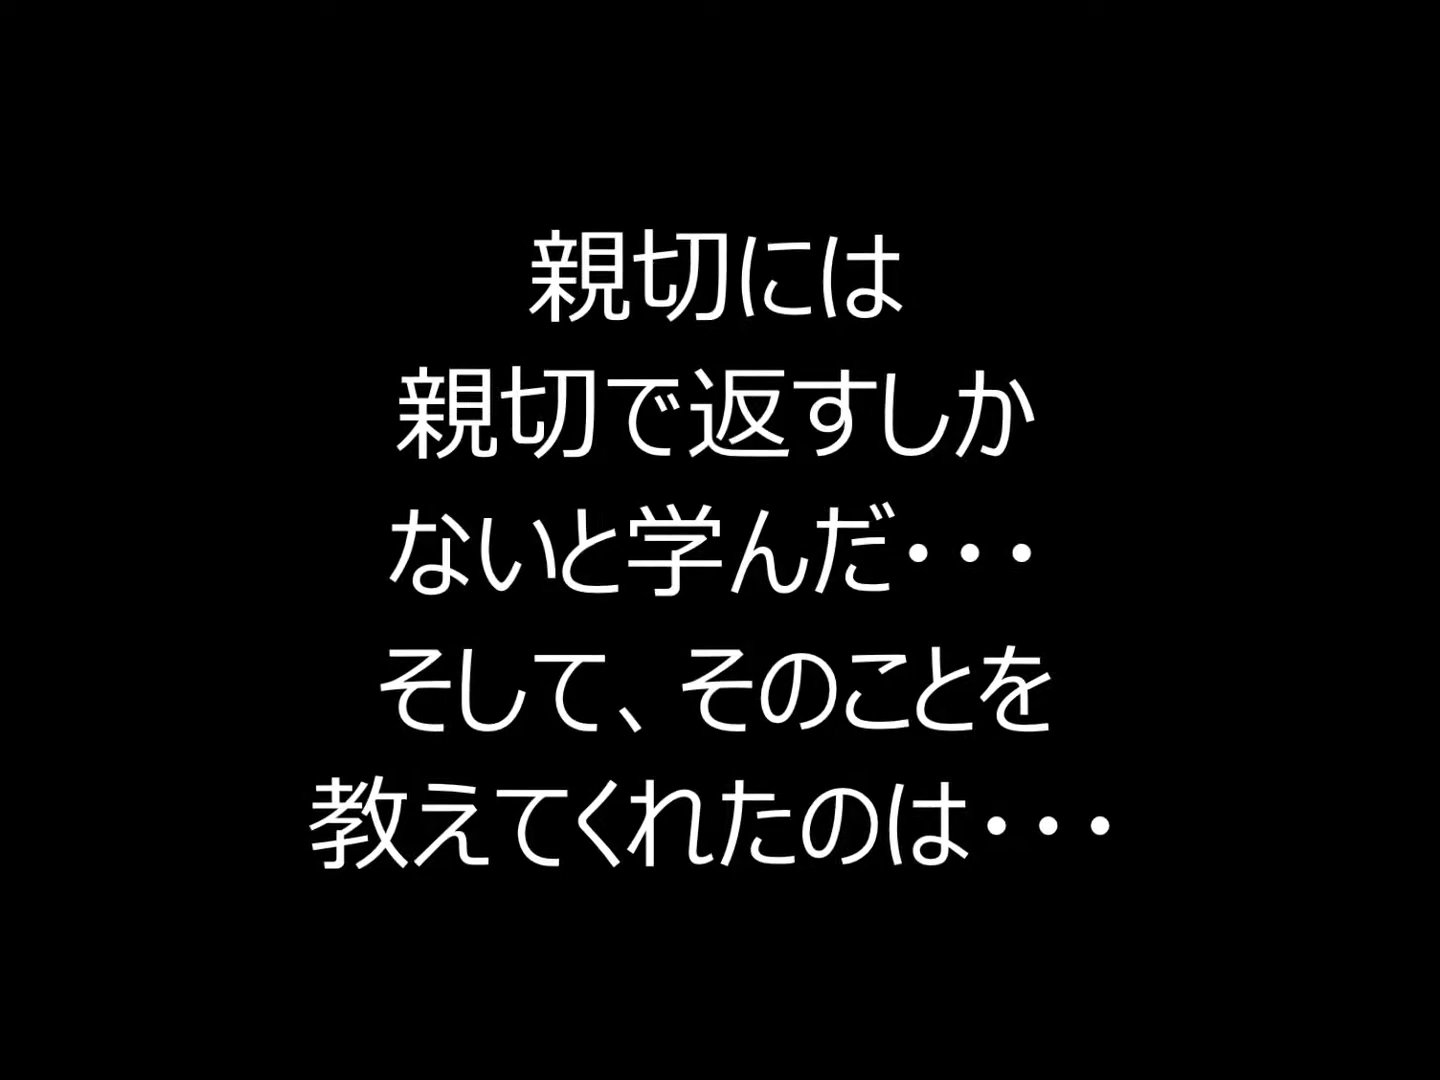 親切には
親切で返すしか
ないと学んだ・・・
そして、そのことを
教えてくれたのは・・・